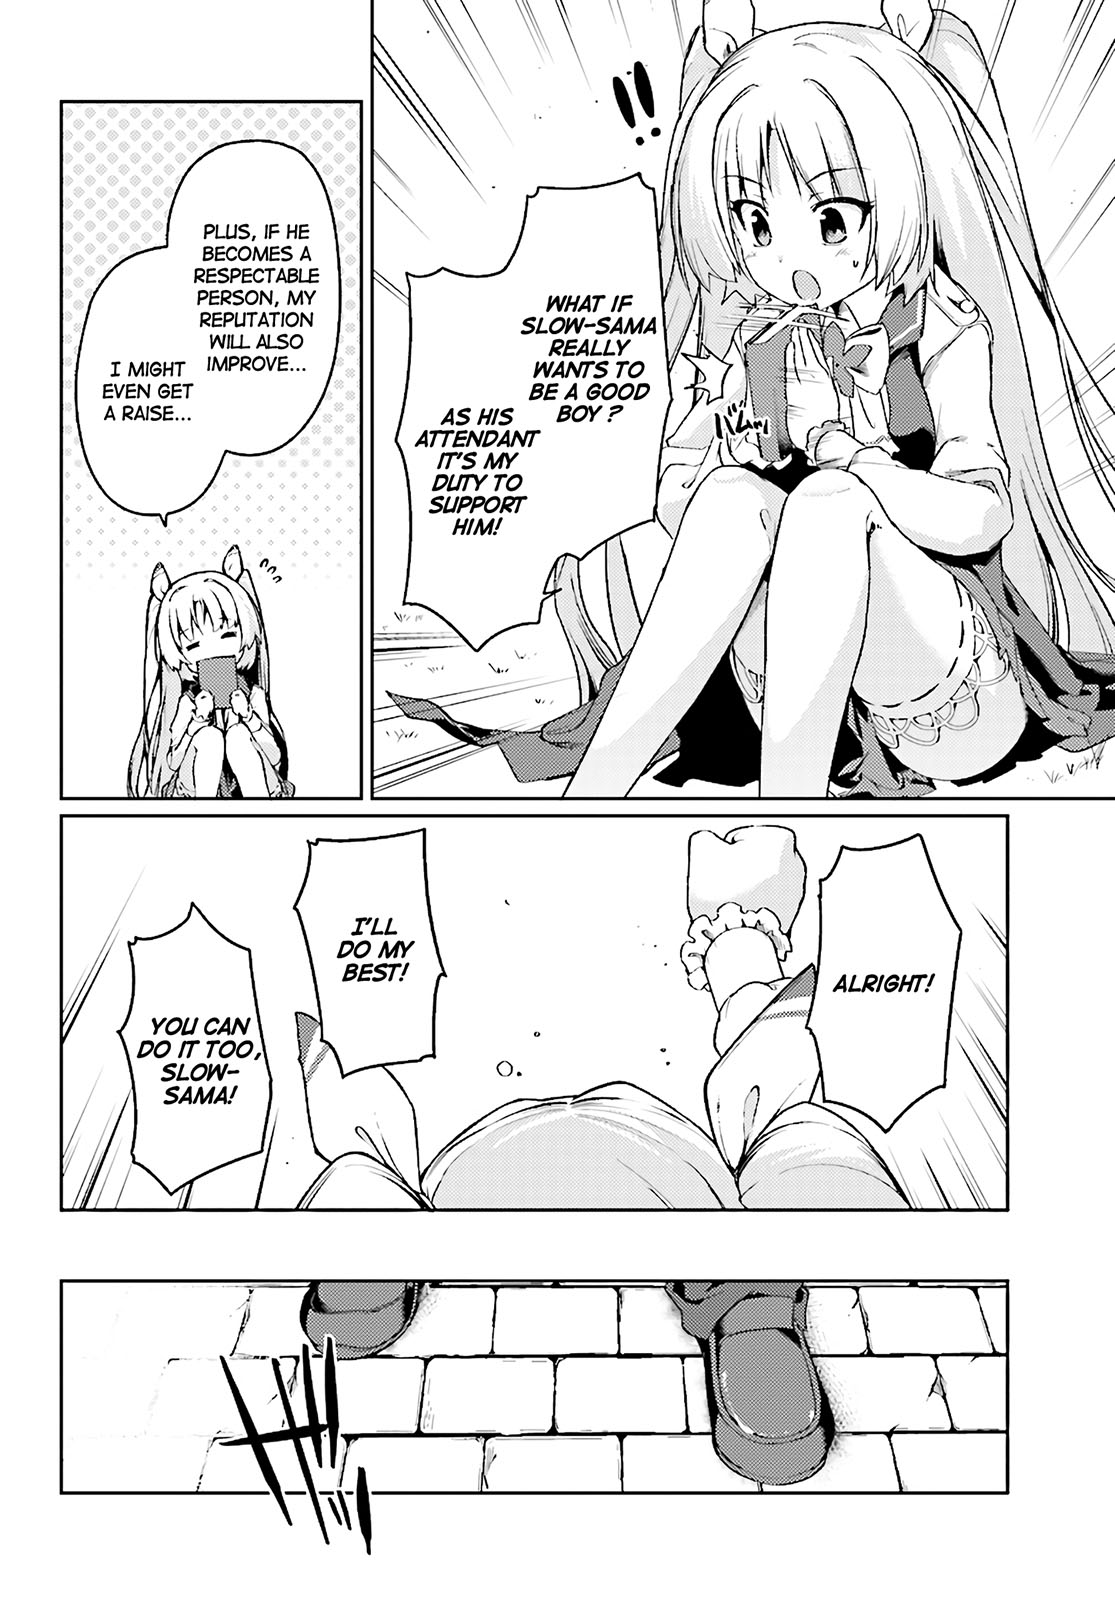 !!
WHAT IF
SLOW-SAMA
REALLY
WANTS TO
BE A GOOD
BOY ?
AS HIS
ATTENDANT
IT'S MY
DUTY TO
SUPPORT
HIM!
PLUS, IF HE
BECOMES A
RESPECTABLE
PERSON, MY
REPUTATION
WILL ALSO
IMPROVE...
I MIGHT
EVEN GET
A RAISE...
ALRIGHT!
I'LL
DO MY
BEST!
YOU CAN
DO IT TOO,
SLOW-
SAMA!